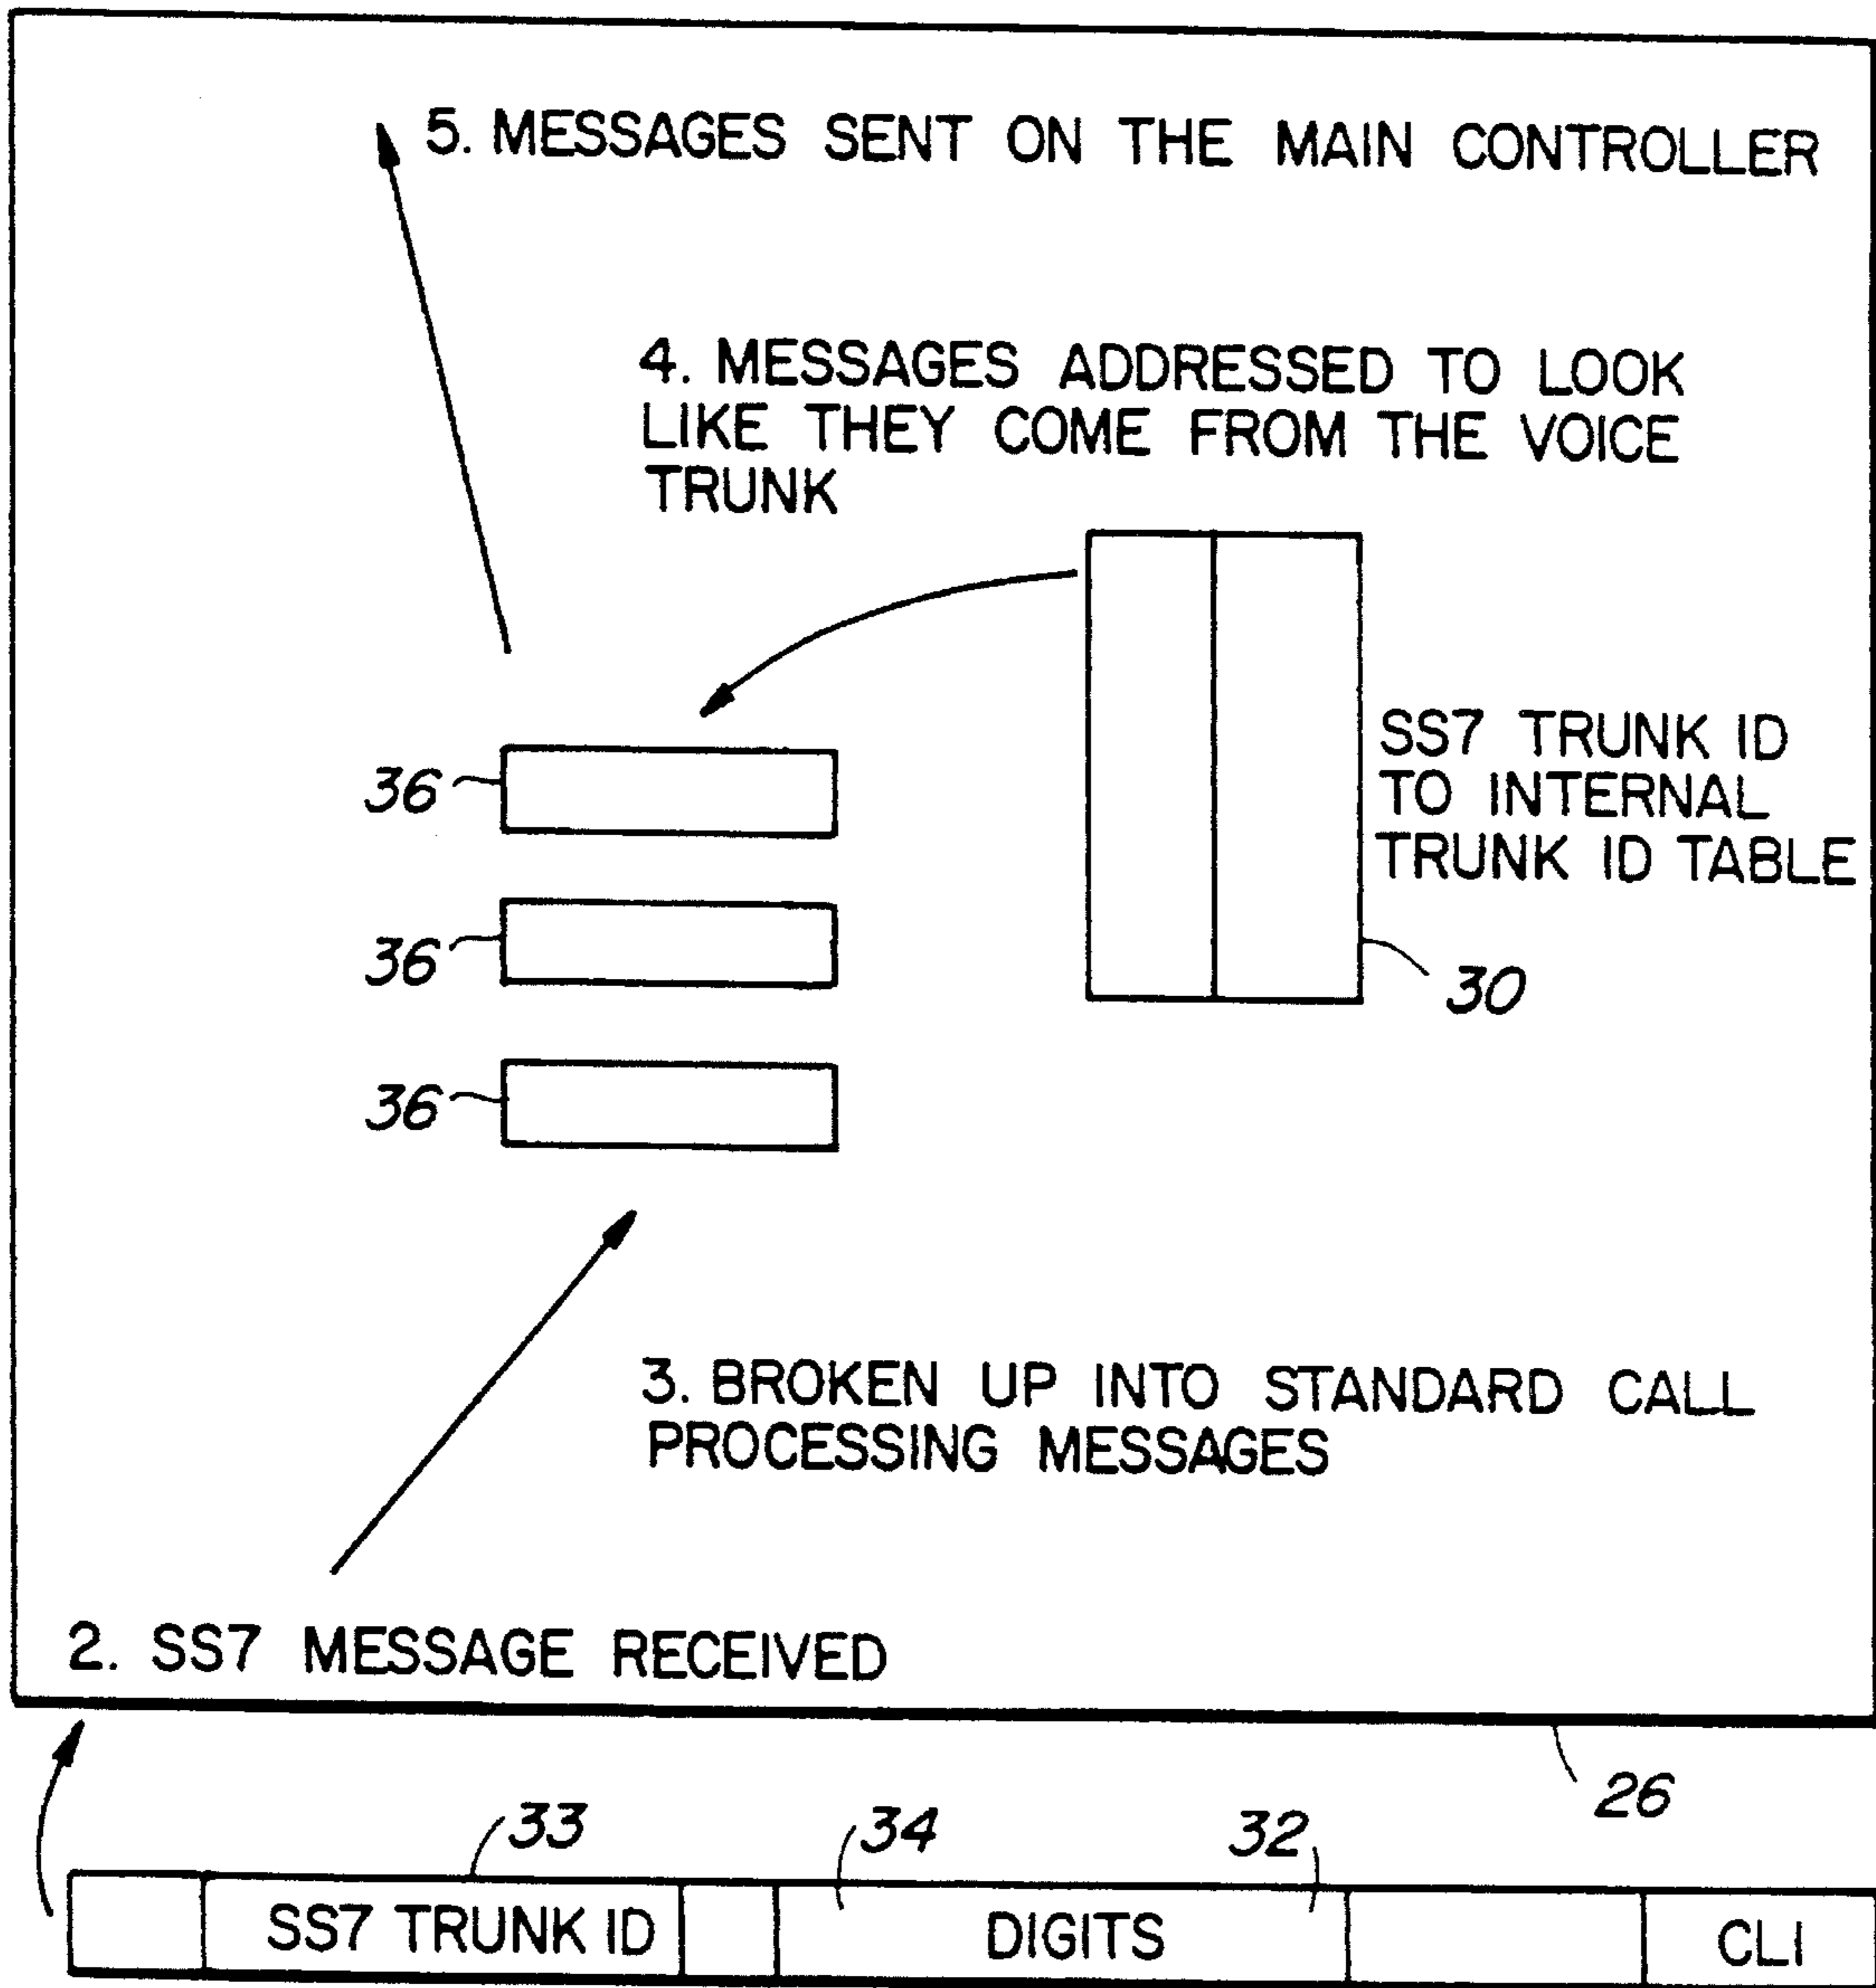 5. MESSAGES SENT ON THE MAIN CONTROLLER
4. MESSAGES ADDRESSED TO LOOK
LIKE THEY COME FROM THE VOICE
TRUNK
SS7 TRUNK ID
TO INTERNAL
TRUNK ID TABLE
36
36
30
36
3. BROKEN UP INTO STANDARD CALL
PROCESSING MESSAGES
2. SS7 MESSAGE RECEIVED
26
33
34
32
SS7 TRUNK ID
DIGITS
CLI